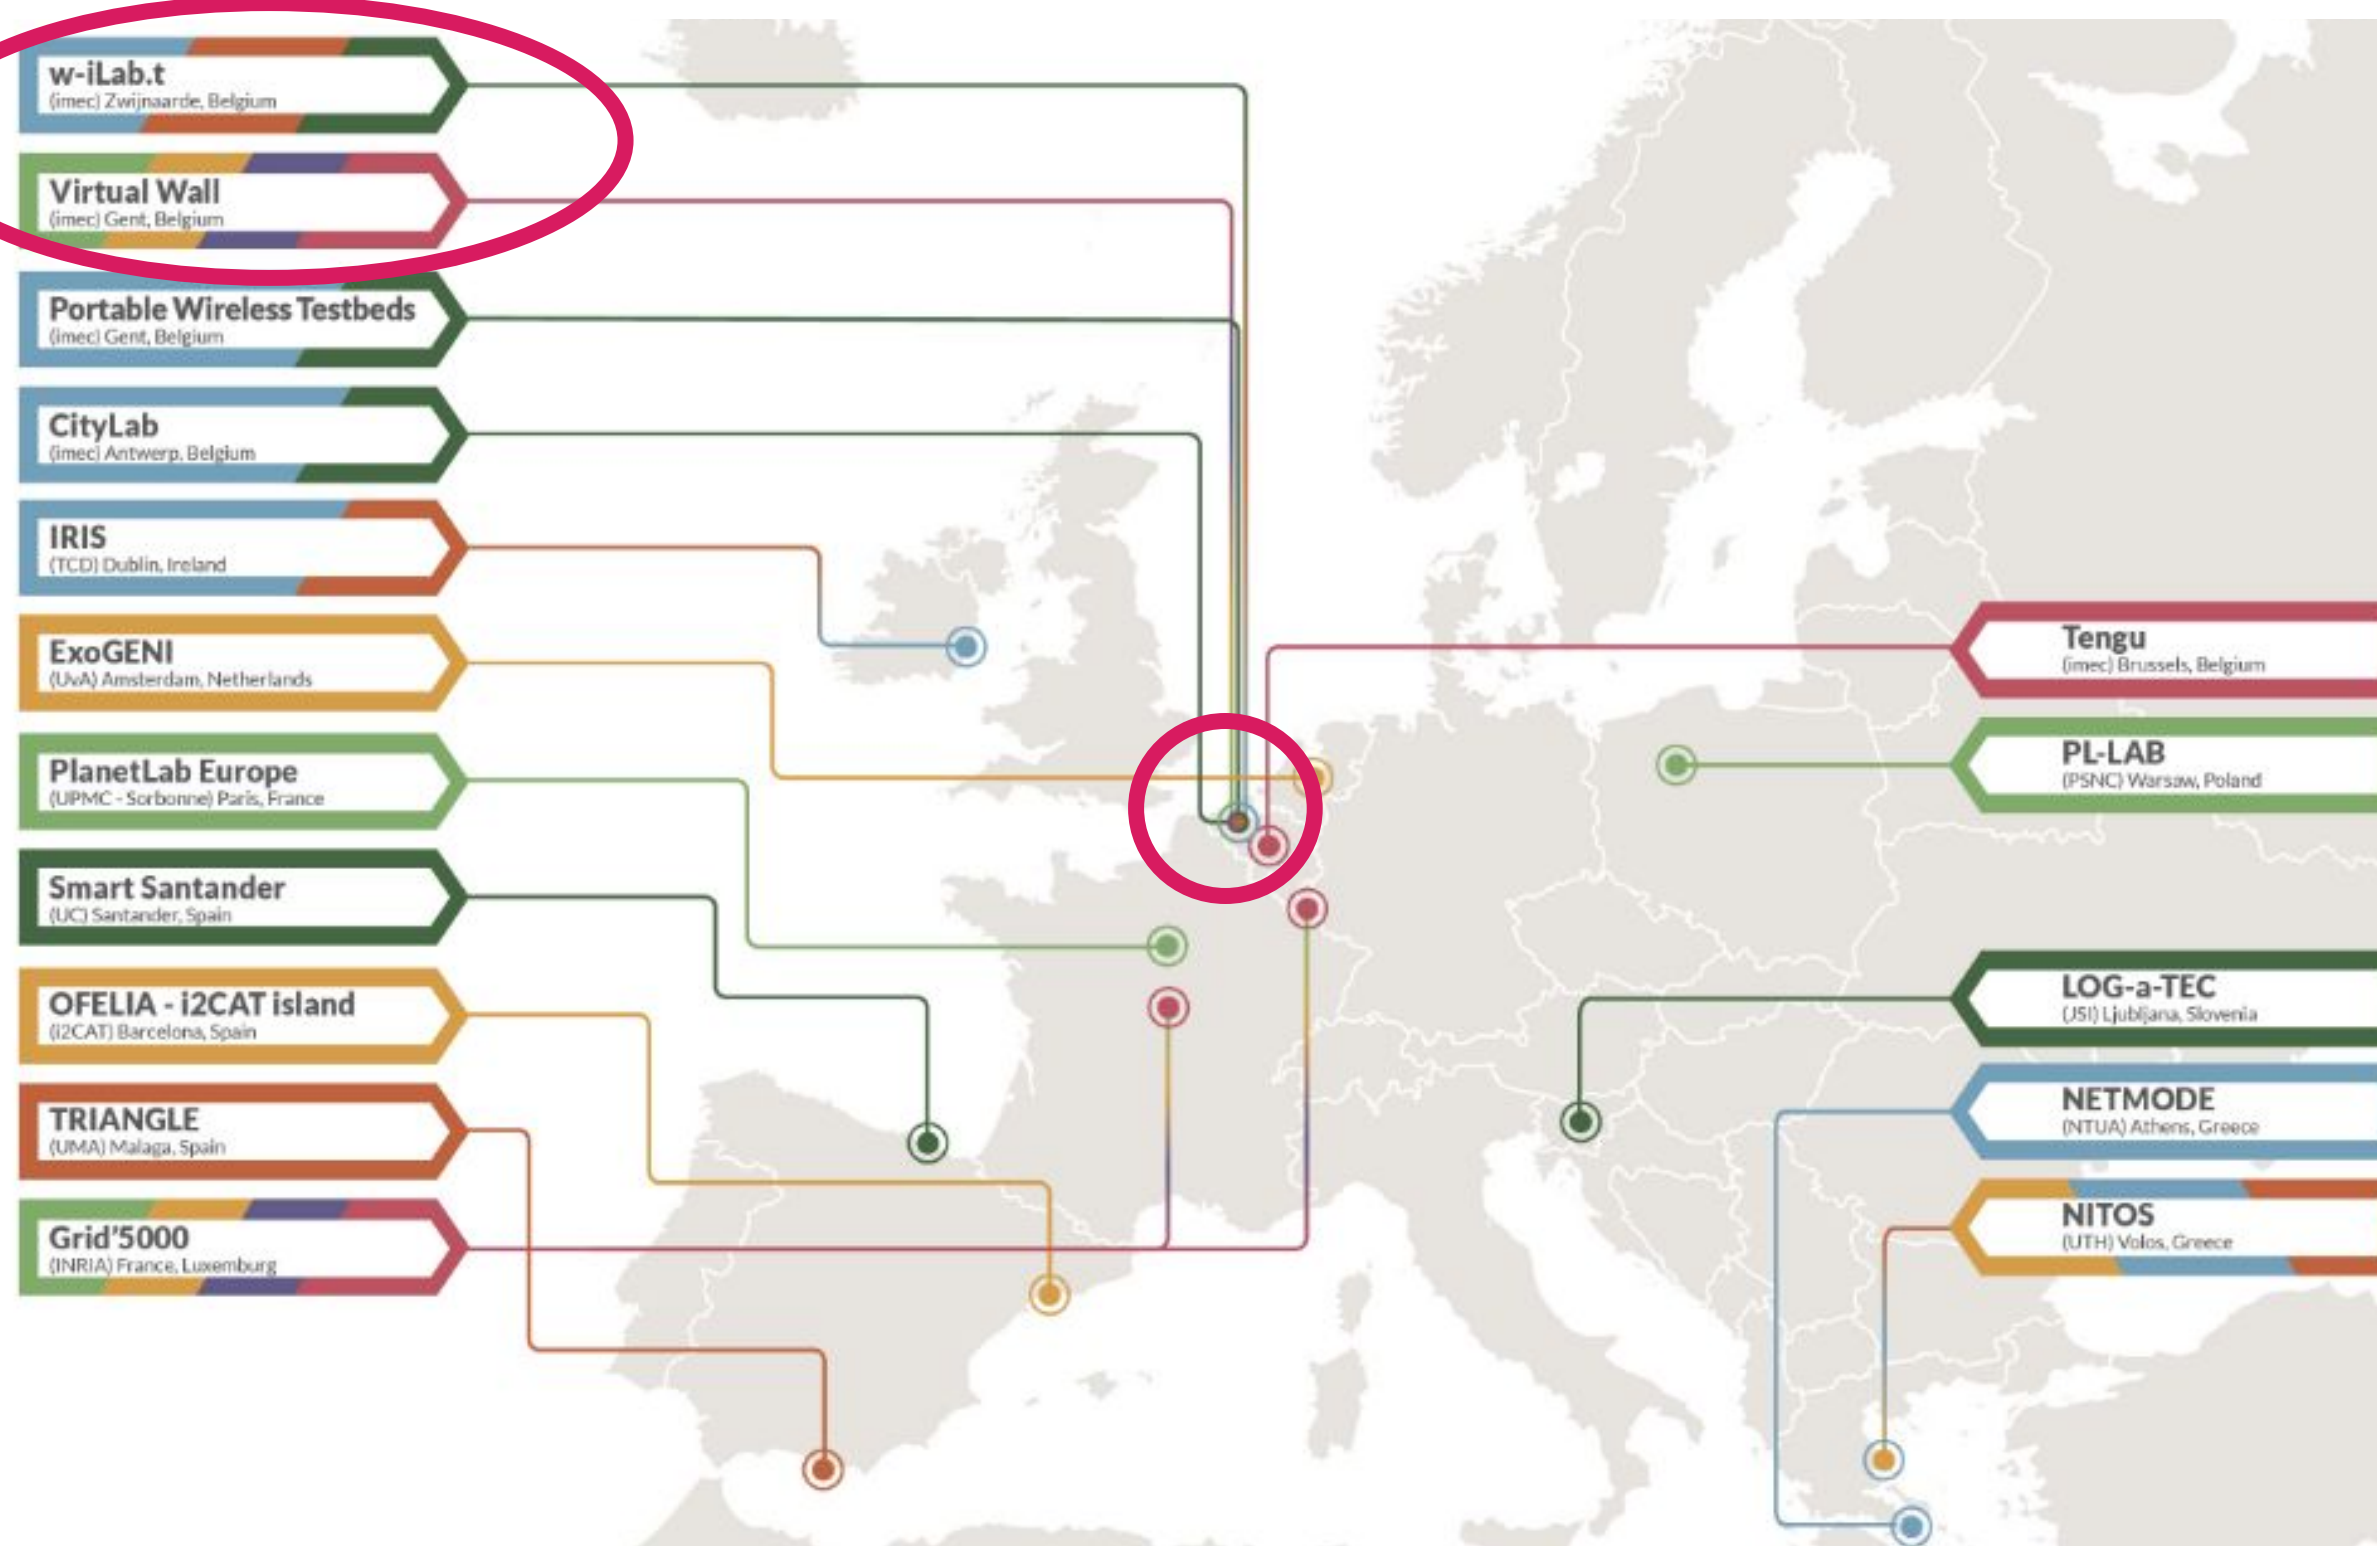 w-iLab.t
(imec) Zwijnaarde, Belgium
Virtual Wall
(imec) Gent, Belgium
Portable Wireless Testbeds
(imec) Gent, Belgium
CityLab
(imec) Antwerp, Belgium
IRIS
(TCD) Dublin, Ireland
ExoGENI
(UvA) Amsterdam, Netherlands
PlanetLab Europe
(UPMC - Sorbonne) Paris, France
Smart Santander
(UC) Santander, Spain
OFELIA - i2CAT island
(i2CAT) Barcelona, Spain
TRIANGLE
(UMA) Malaga, Spain
Grid'5000
(INRIA) France, Luxemburg
Tengu
(imec) Brussels, Belgium
PL-LAB
(PSNC) Warsaw, Poland
LOG-a-TEC
(JSI) Ljubljana, Slovenia
NETMODE
(NTUA) Athens, Greece
NITOS
(UTH) Volos, Greece